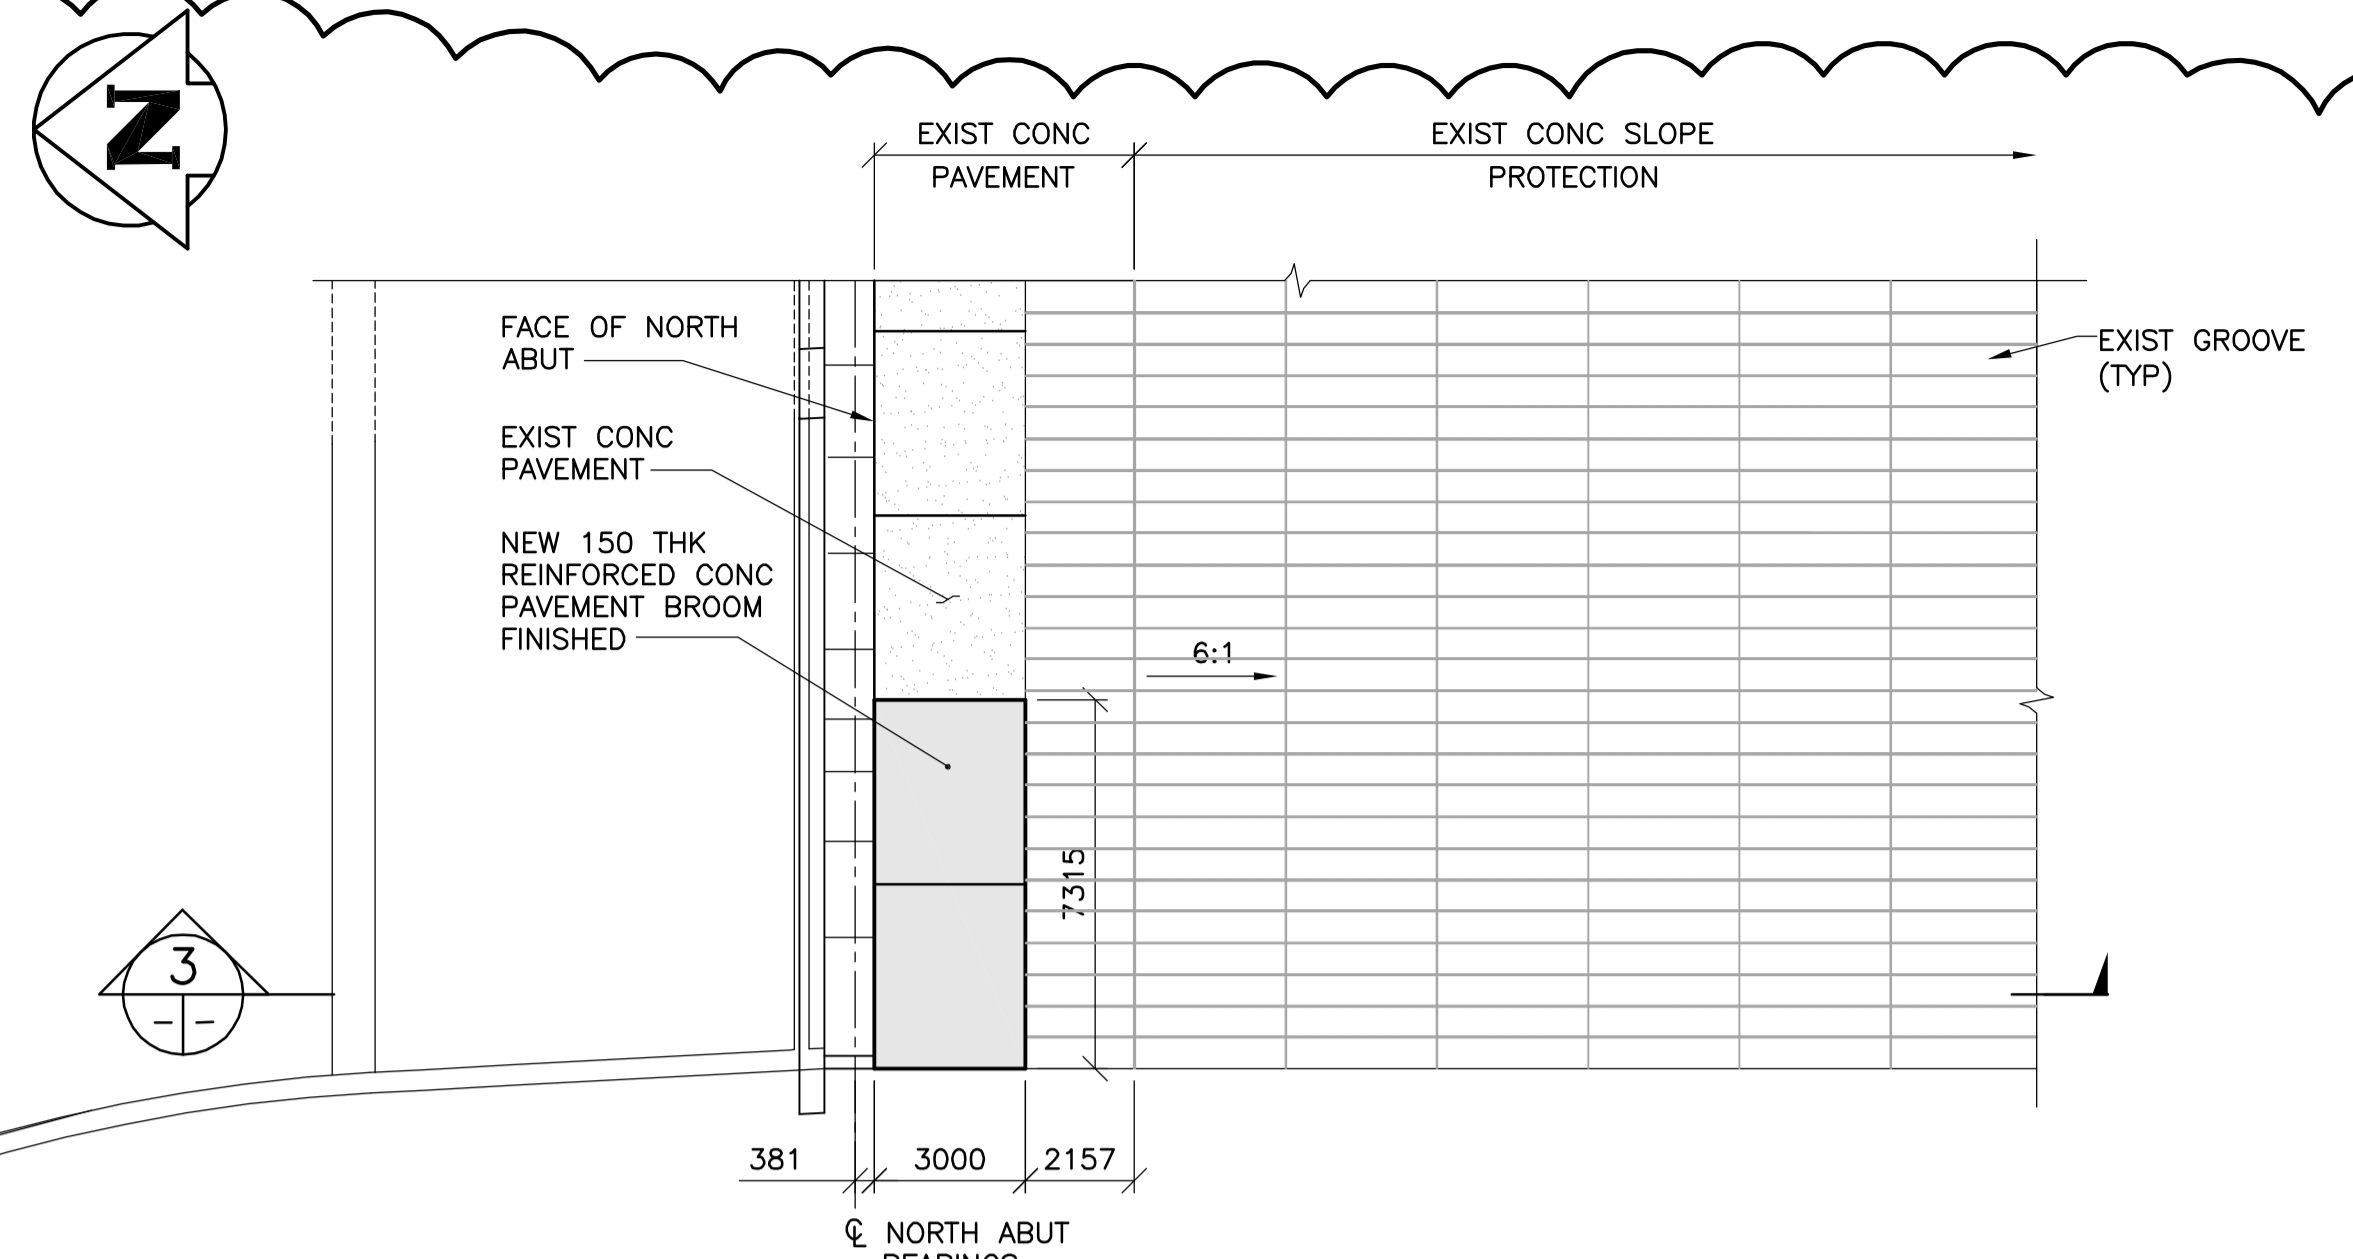 N
EXIST CONC
PAVEMENT
EXIST CONC SLOPE
PROTECTION
FACE OF NORTH
ABUT
EXIST GROOVE
(TYP)
EXIST CONC
PAVEMENT
NEW 150 THK
REINFORCED CONC
PAVEMENT BROOM
FINISHED
6:1
7315
3
- -
381
3000
2157
℄ NORTH ABUT
BEARINGS